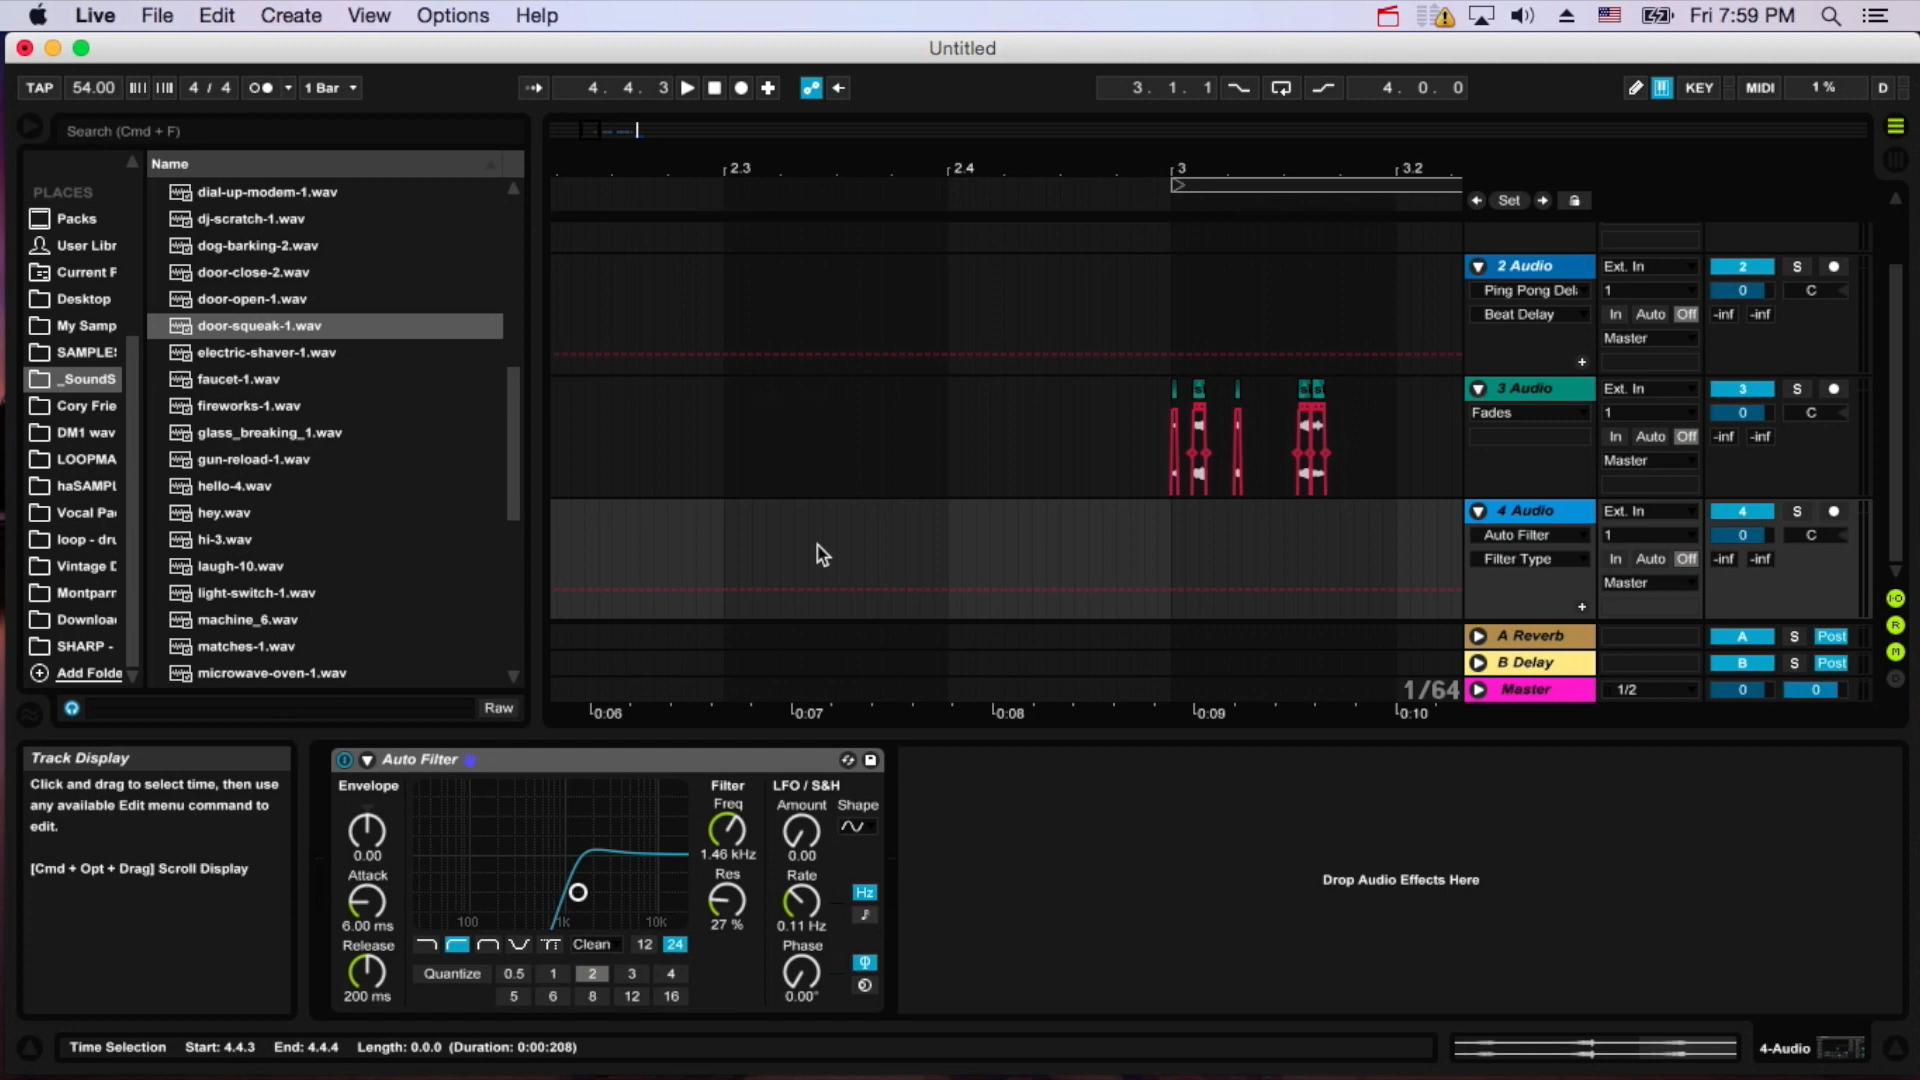 Live File Edit Create View Options Help Fri 7:59 PM
Untitled
TAP 54.00 4 / 4 1 Bar 4. 4. 3 3. 1. 1 4. 0. 0 KEY MIDI 1 % D
Search (Cmd + F)
PLACES
Packs
User Libr
Current F
Desktop
My Samp
SAMPLES
_SoundS
Cory Frie
DM1 wav
LOOPMA
haSAMPL
Vocal Pa
loop - dru
Vintage D
Montparn
Download
SHARP -
Add Folde
Name
dial-up-modem-1.wav
dj-scratch-1.wav
dog-barking-2.wav
door-close-2.wav
door-open-1.wav
door-squeak-1.wav
electric-shaver-1.wav
faucet-1.wav
fireworks-1.wav
glass_breaking_1.wav
gun-reload-1.wav
hello-4.wav
hey.wav
hi-3.wav
laugh-10.wav
light-switch-1.wav
machine_6.wav
matches-1.wav
microwave-oven-1.wav
Raw
2.3 2.4 3 3.2
Set
2 Audio Ext. In 2 S
Ping Pong Del 1 0 C
Beat Delay In Auto Off -inf -inf
Master
3 Audio Ext. In 3 S
Fades 1 0 C
In Auto Off -inf -inf
Master
4 Audio Ext. In 4 S
Auto Filter 1 0 C
Filter Type In Auto Off -inf -inf
Master
A Reverb A S Post
B Delay B S Post
1/64 Master 1/2 0 0
0:06 0:07 0:08 0:09 0:10
I·O
R
M
D
Track Display
Click and drag to select time, then use
any available Edit menu command to
edit.
[Cmd + Opt + Drag] Scroll Display
Auto Filter
Envelope
0.00
Attack
6.00 ms
Release
200 ms
100 1k 10K
Clean 12 24
Quantize 0.5 1 2 3 4
5 6 8 12 16
Filter
Freq
1.46 kHz
Res
27 %
LFO / S&H
Amount Shape
0.00
Rate
Hz
0.11 Hz
Phase
0.00°
Drop Audio Effects Here
Time Selection Start: 4.4.3 End: 4.4.4 Length: 0.0.0 (Duration: 0:00:208)
4-Audio